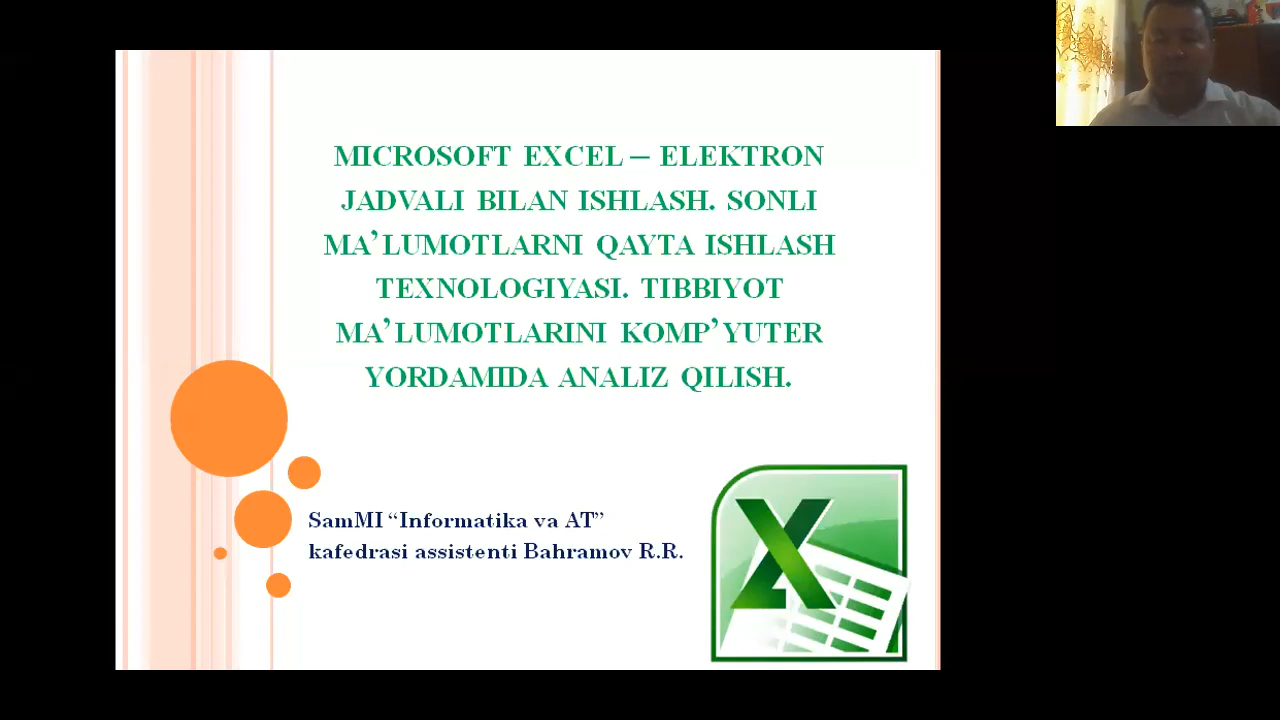 MICROSOFT EXCEL – ELEKTRON
JADVALI BILAN ISHLASH. SONLI
MA’LUMOTLARNI QAYTA ISHLASH
TEXNOLOGIYASI. TIBBIYOT
MA’LUMOTLARINI KOMP’YUTER
YORDAMIDA ANALIZ QILISH.
SamMI “Informatika va AT”
kafedrasi assistenti Bahramov R.R.
X